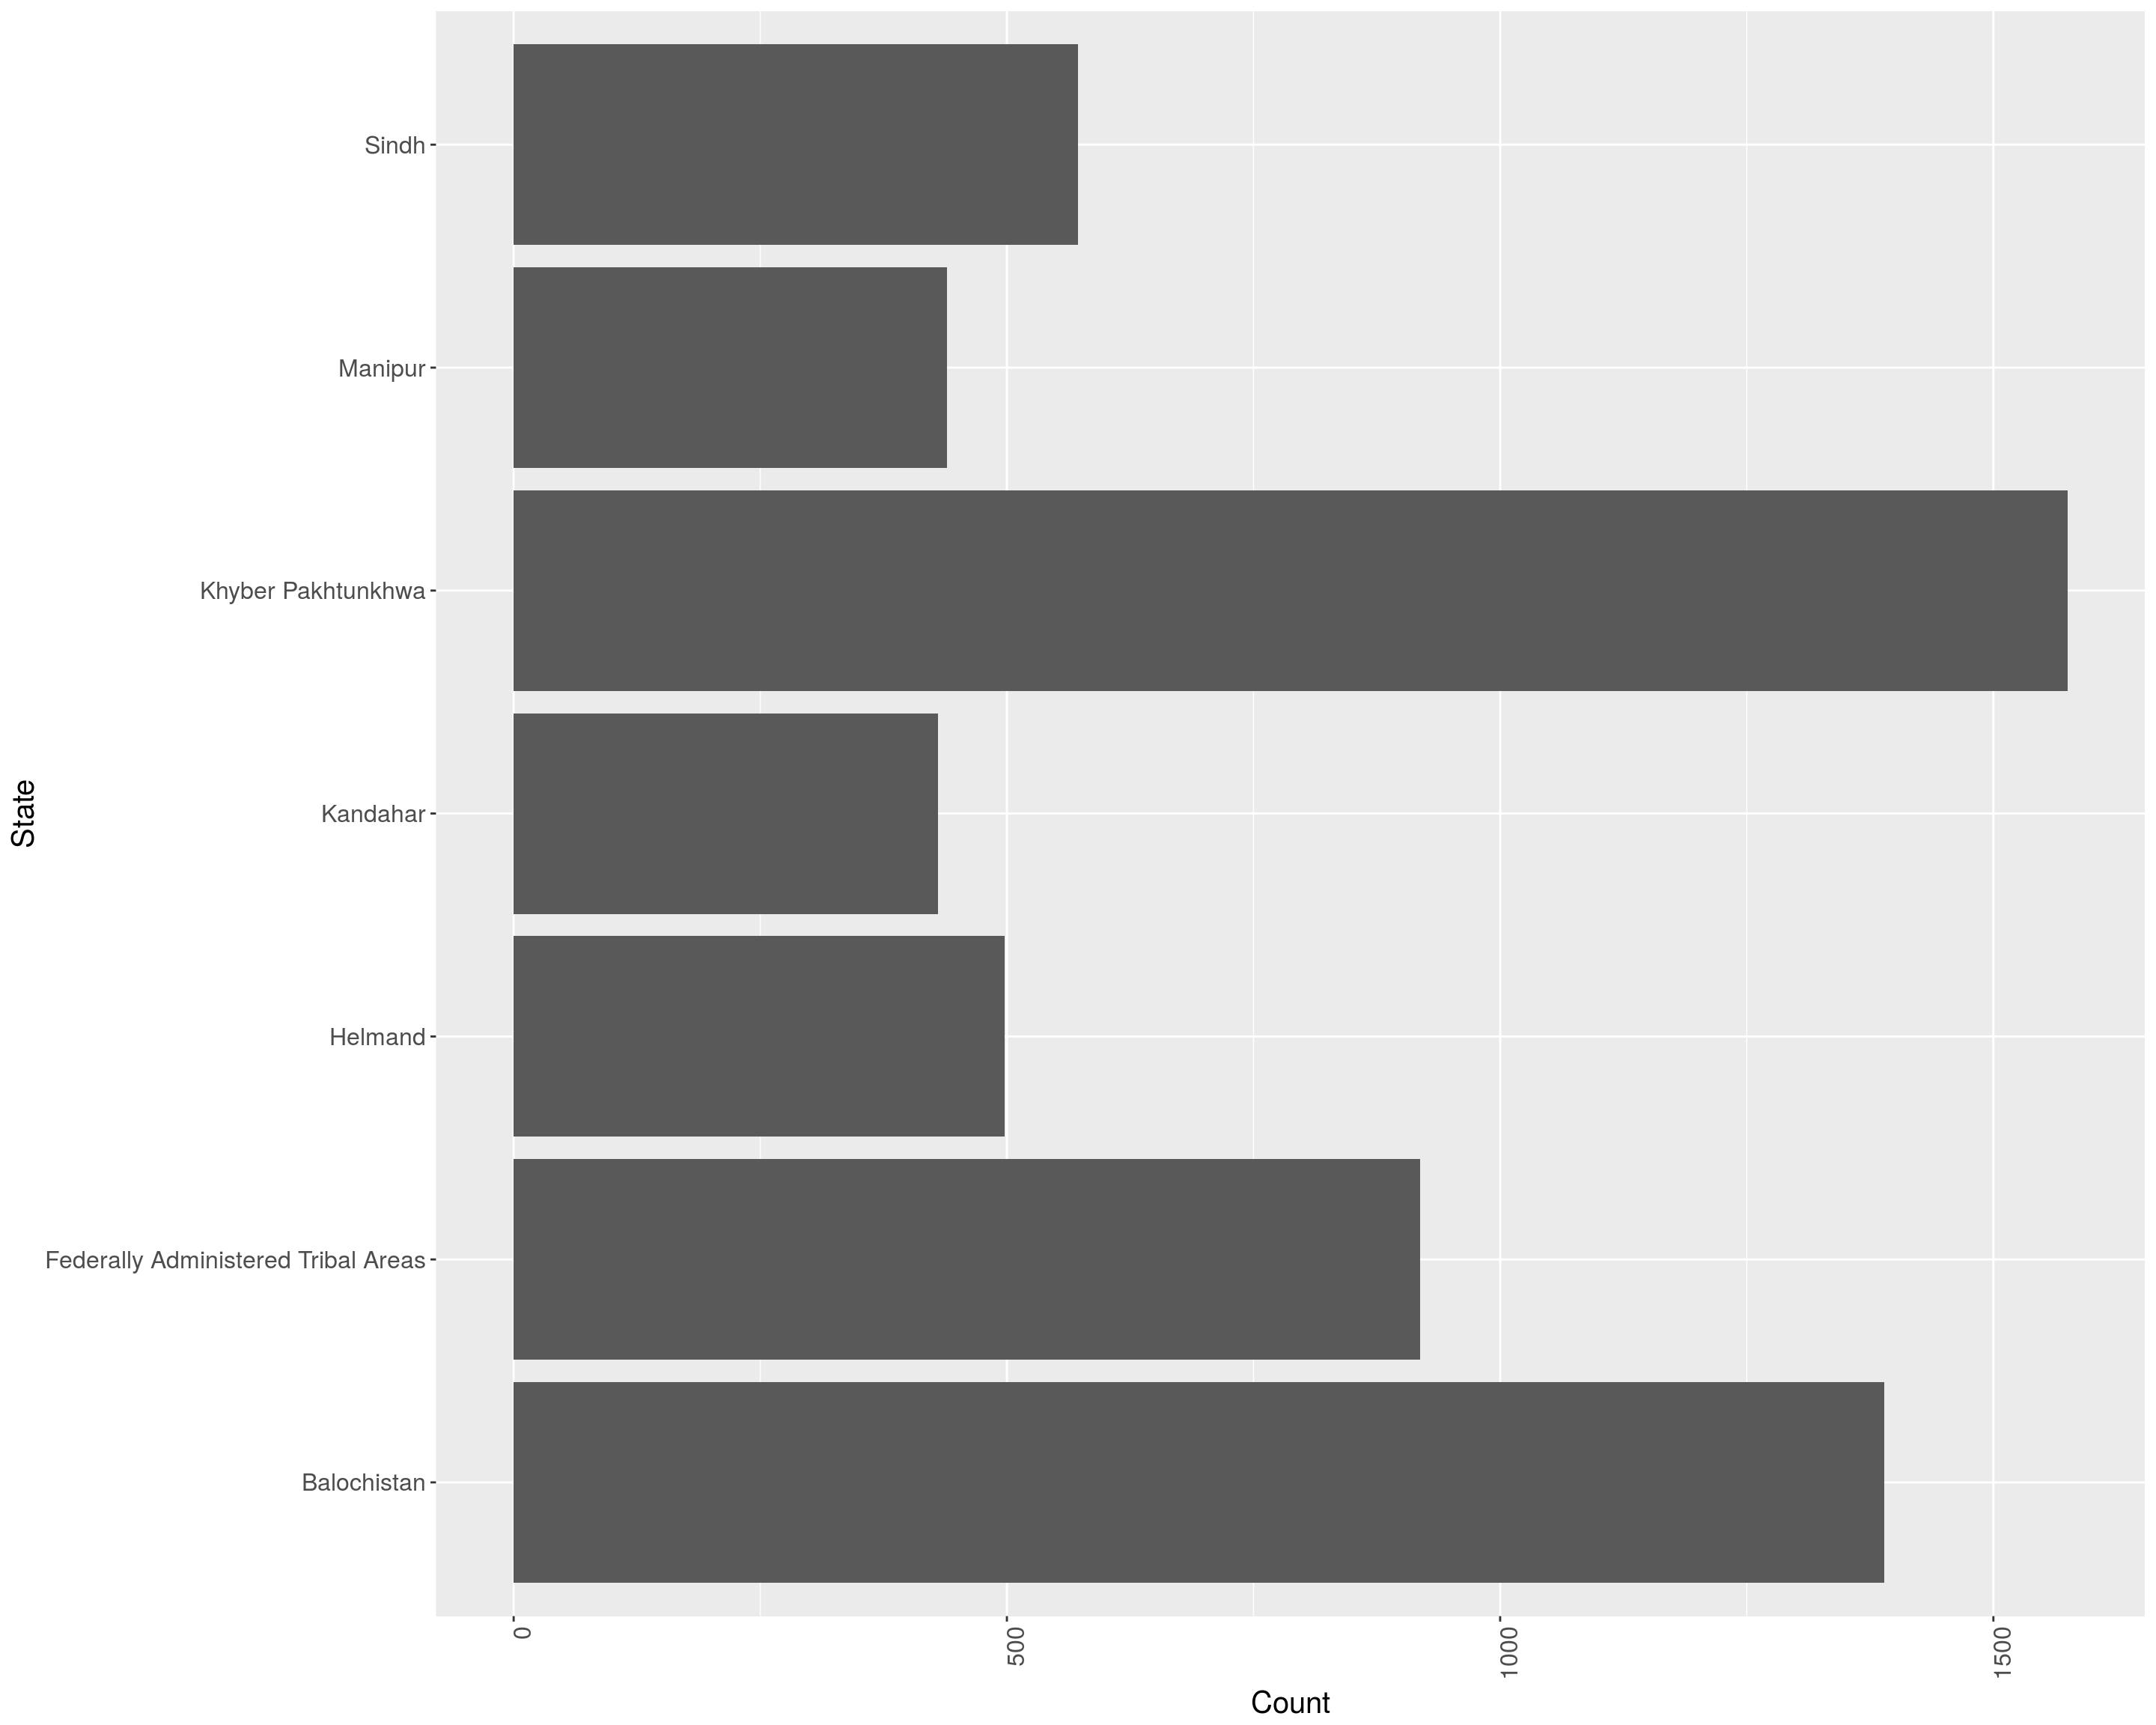 State
Sindh
Manipur
Khyber Pakhtunkhwa
Kandahar
Helmand
Federally Administered Tribal Areas
Balochistan
0
500
1000
1500
Count